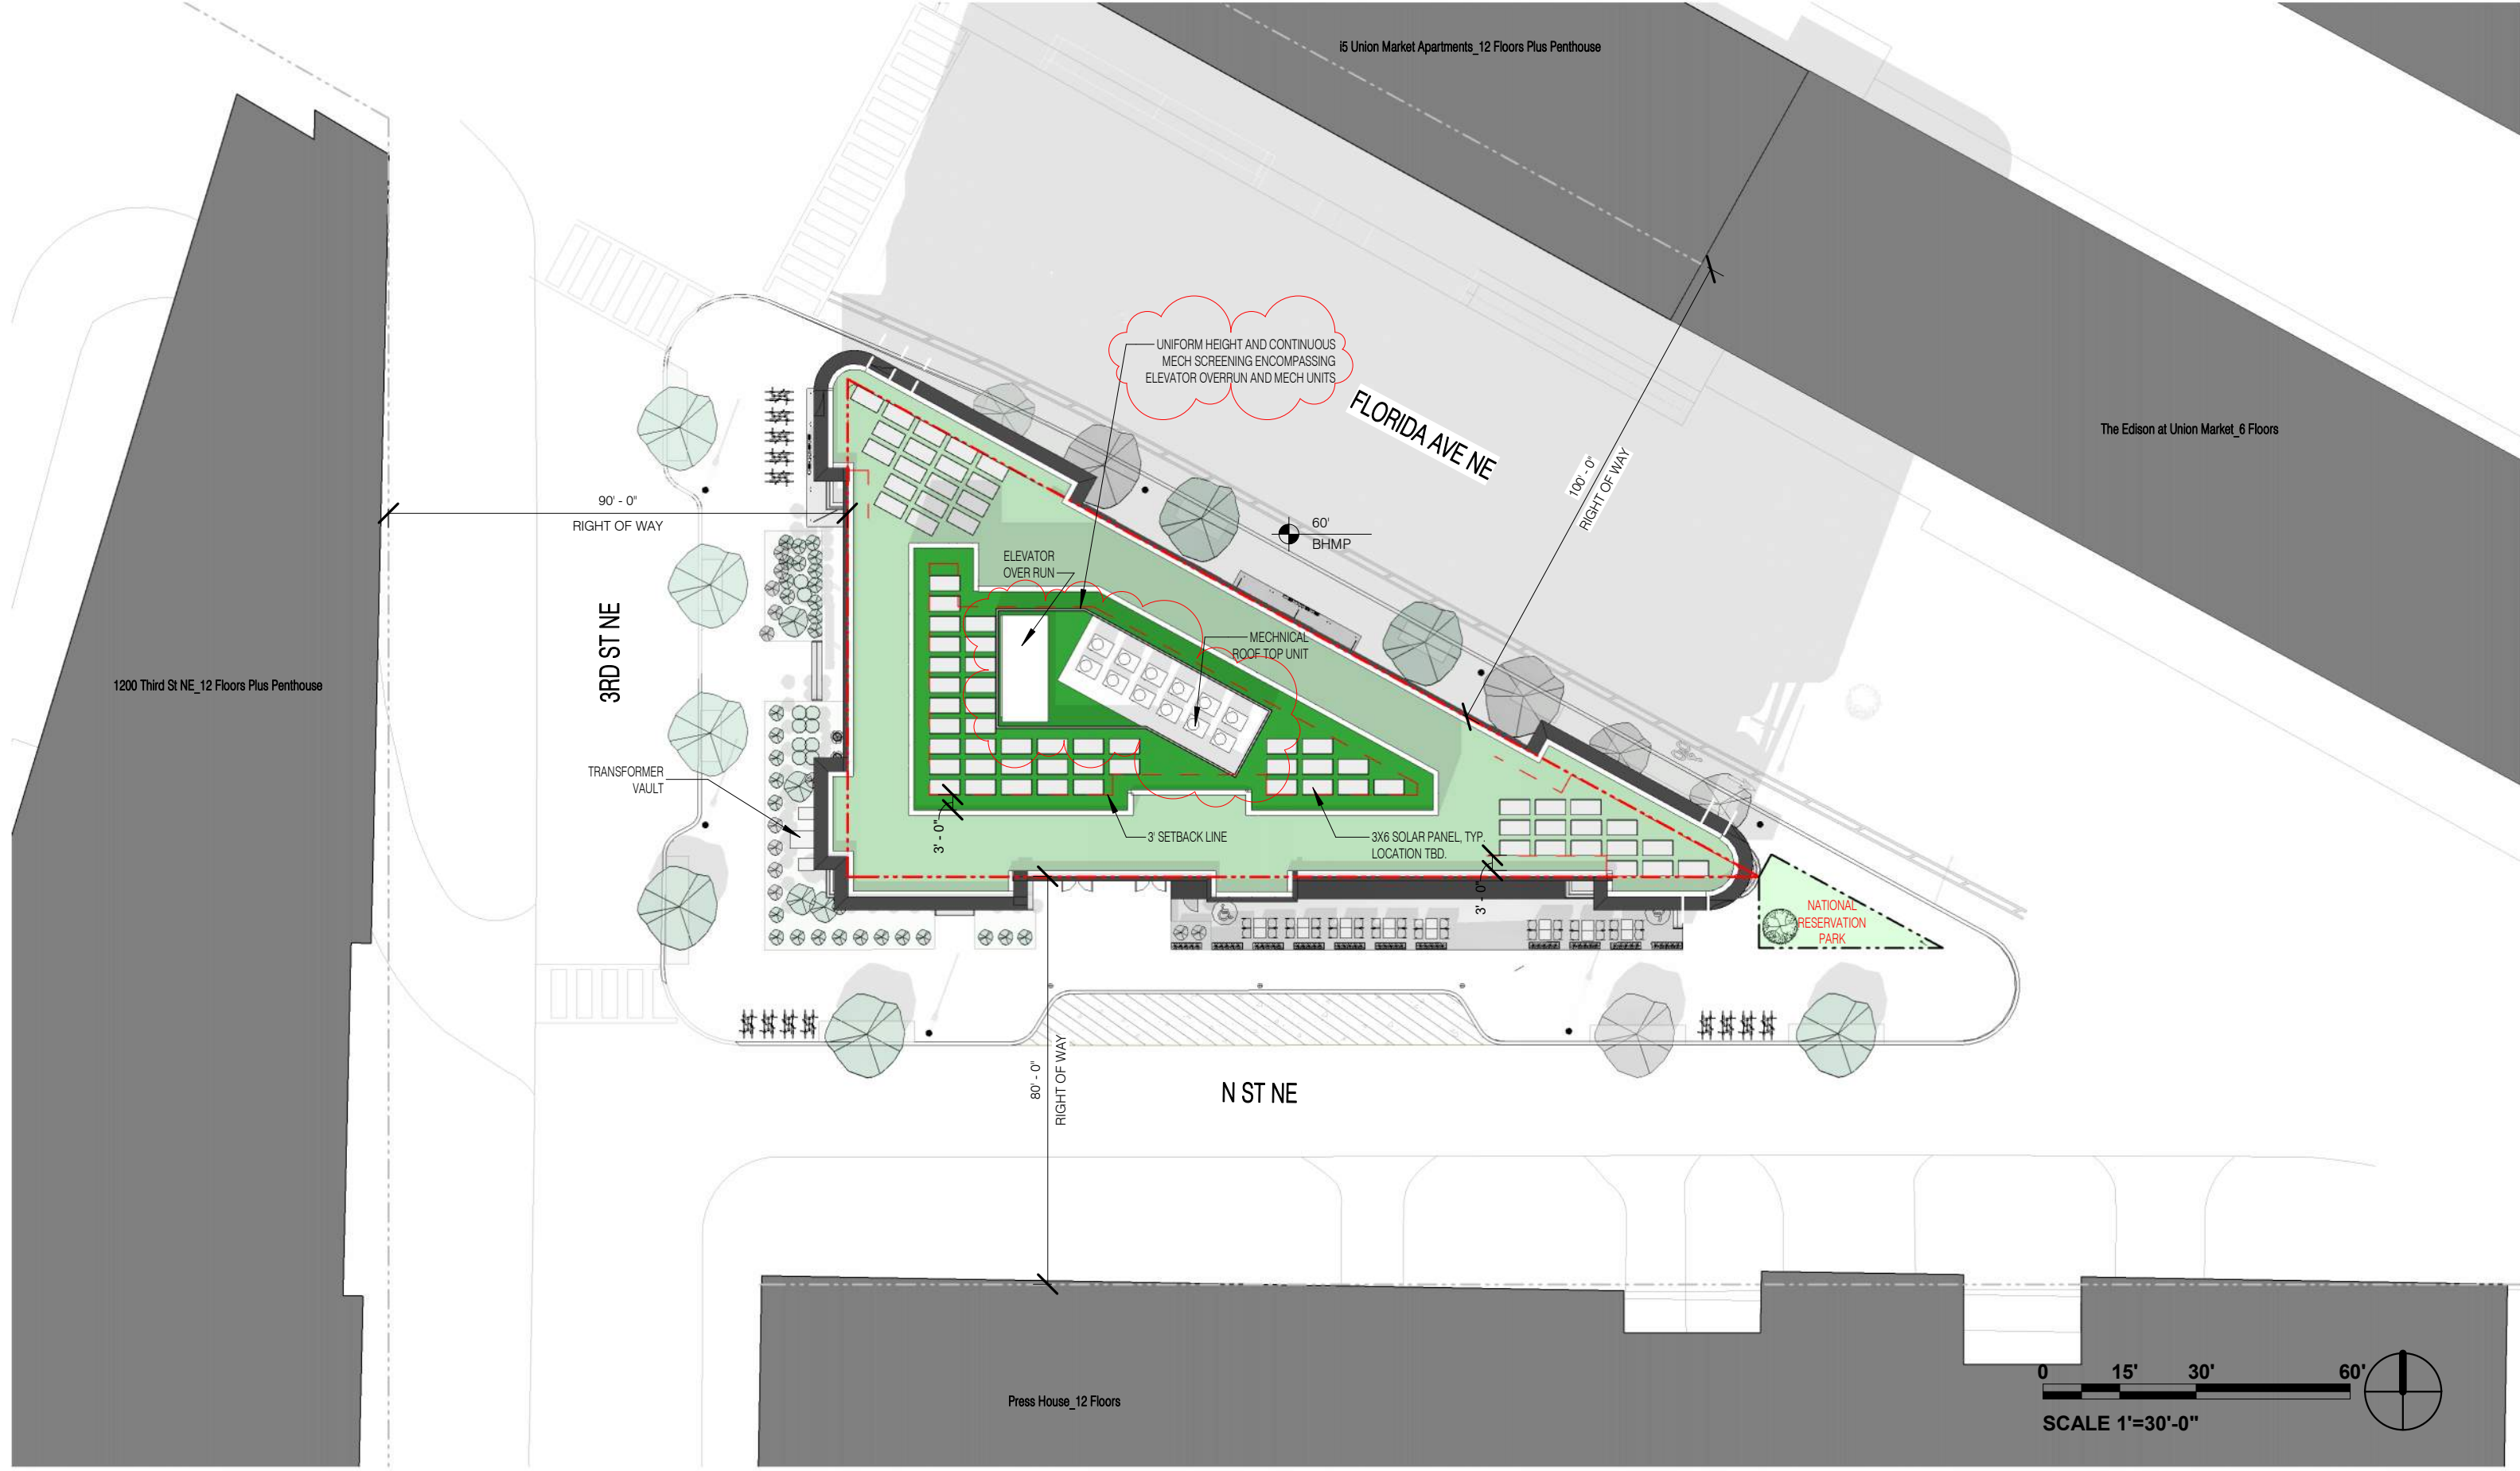 i5 Union Market Apartments_12 Floors Plus Penthouse
UNIFORM HEIGHT AND CONTINUOUS
MECH SCREENING ENCOMPASSING
ELEVATOR OVERRUN AND MECH UNITS
FLORIDA AVE NE
The Edison at Union Market_6 Floors
100' - 0"
RIGHT OF WAY
90' - 0"
RIGHT OF WAY
60'
BHMP
ELEVATOR
OVER RUN
3RD ST NE
MECHNICAL
ROOF TOP UNIT
1200 Third St NE_12 Floors Plus Penthouse
TRANSFORMER
VAULT
3' - 0"
3' SETBACK LINE
3X6 SOLAR PANEL, TYP.
LOCATION TBD.
3' - 0"
NATIONAL
RESERVATION
PARK
80' - 0"
RIGHT OF WAY
N ST NE
Press House_12 Floors
0 15' 30' 60'
SCALE 1'=30'-0"